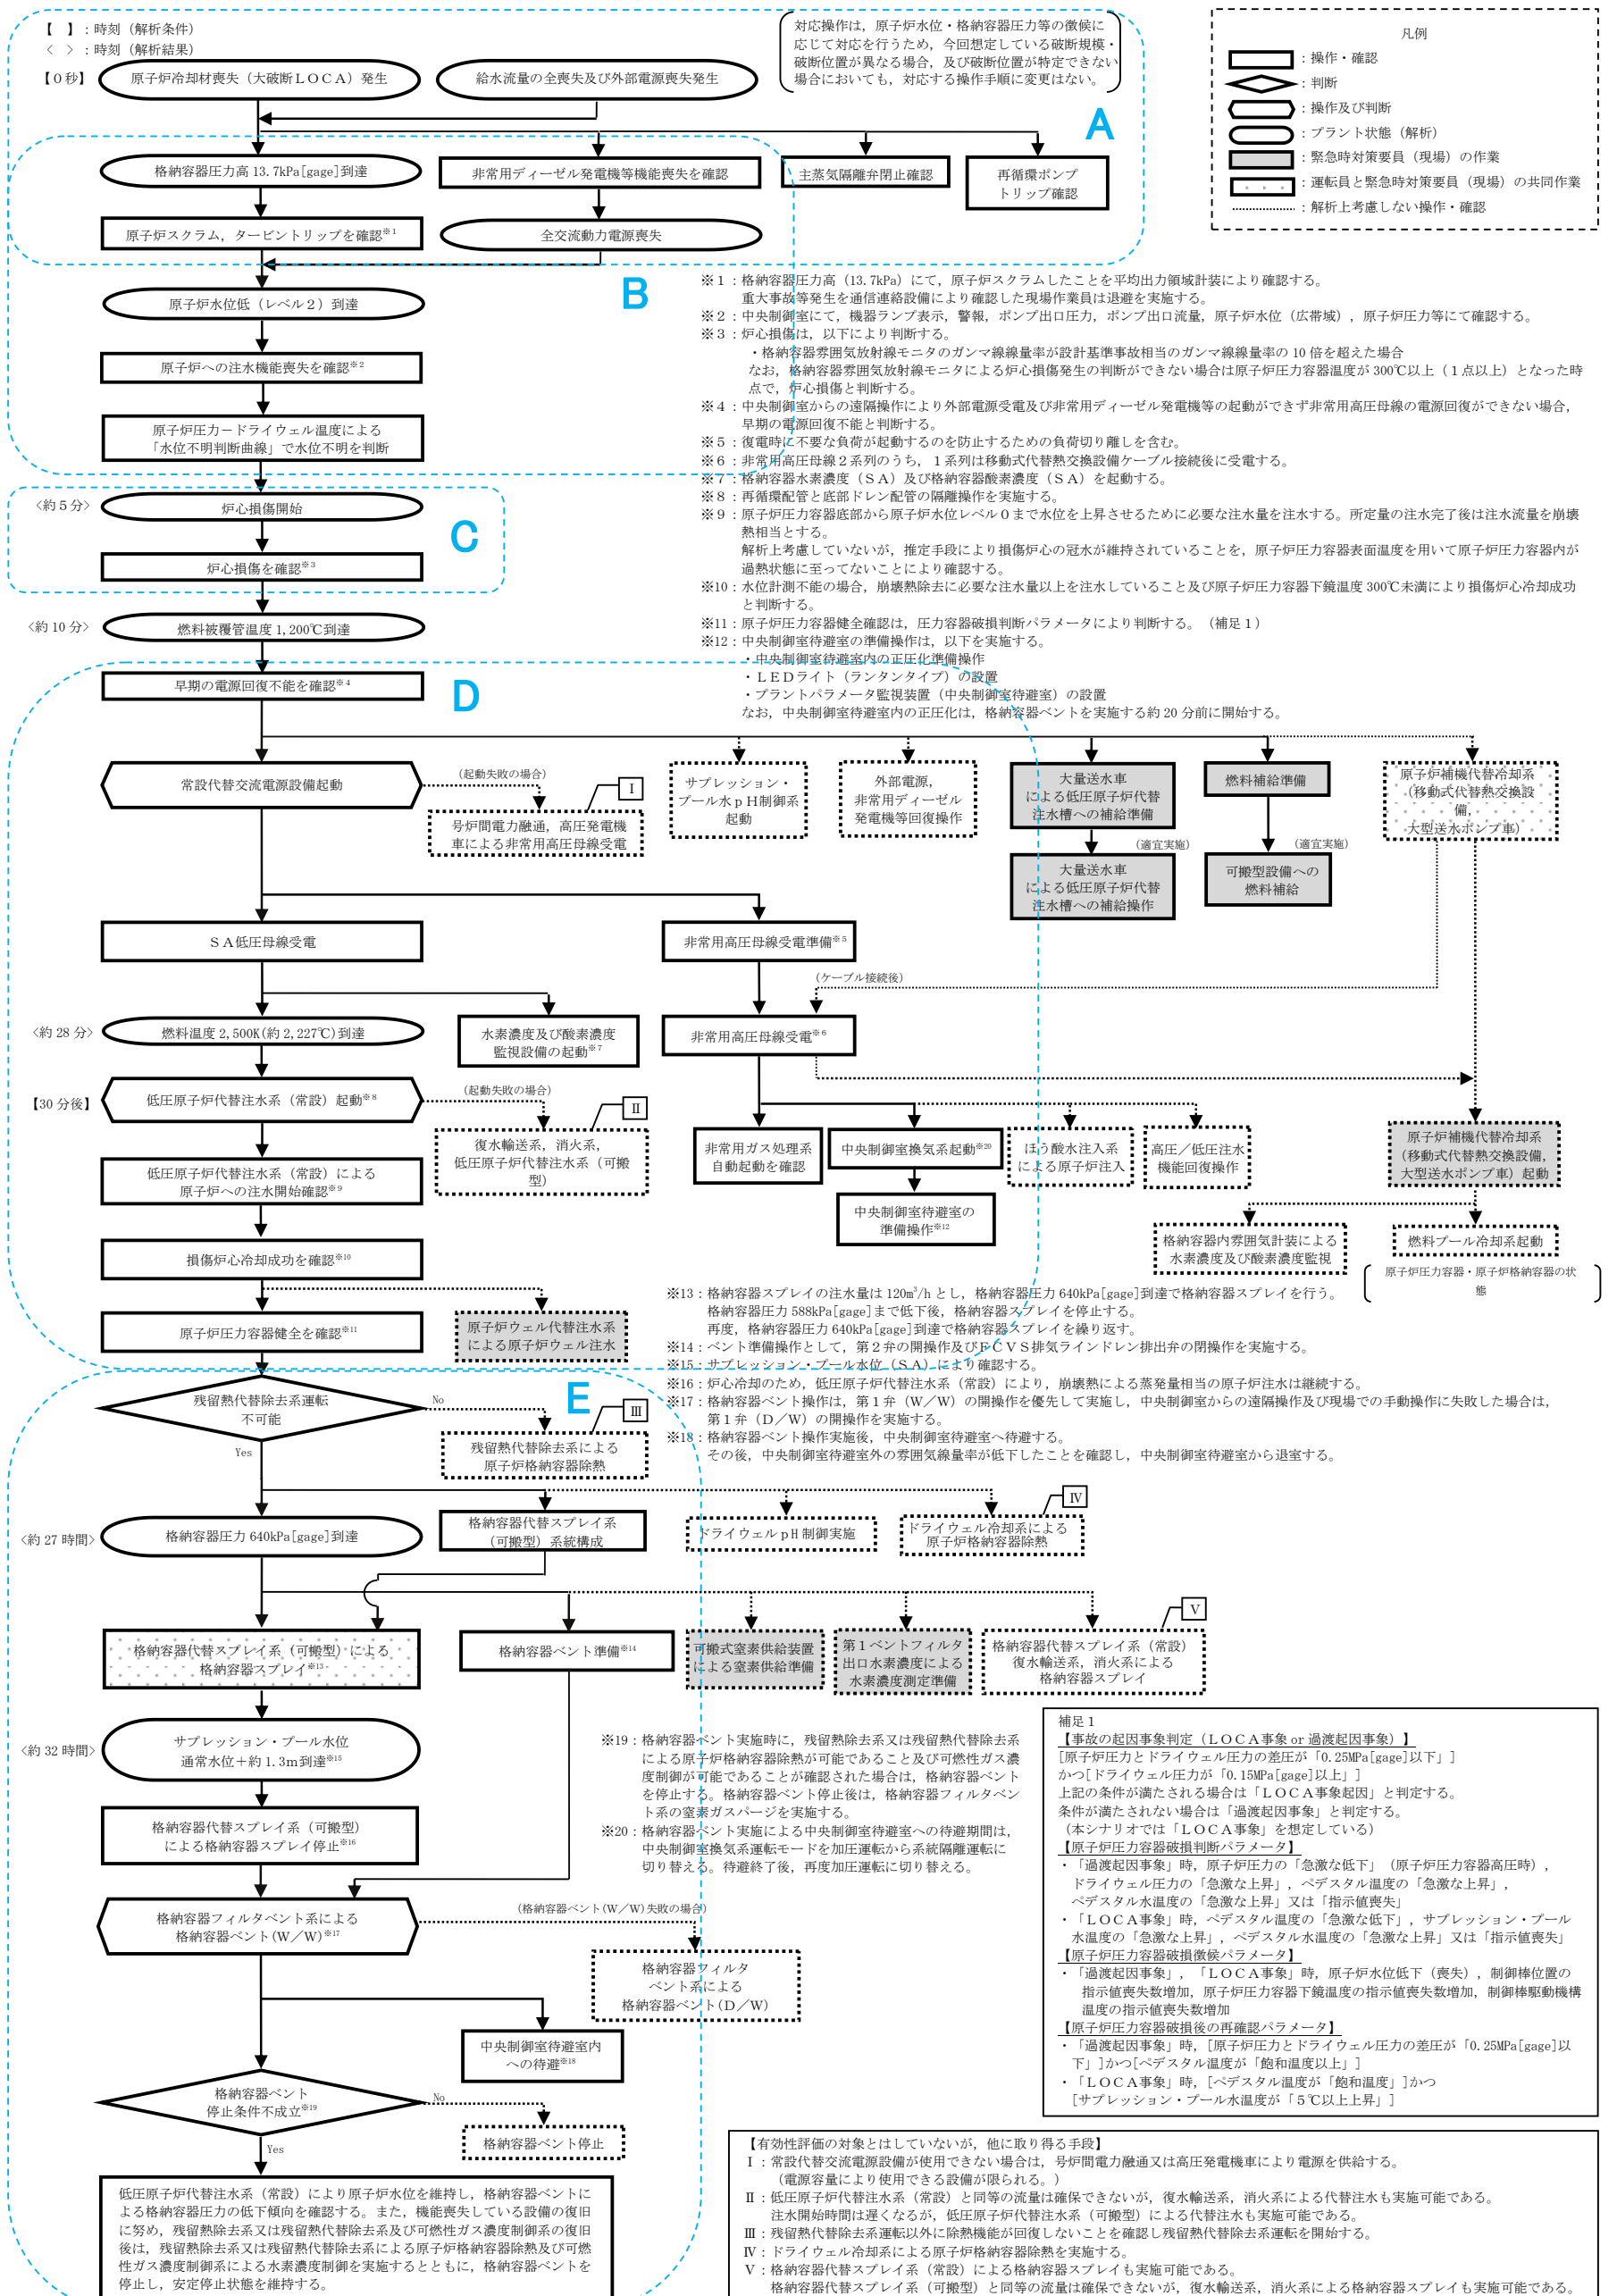 【　】：時刻（解析条件）
＜　＞：時刻（解析結果）
【0秒】
原子炉冷却材喪失（大破断ＬＯＣＡ）発生
給水流量の全喪失及び外部電源喪失発生
対応操作は，原子炉水位・格納容器圧力等の徴候に
応じて対応を行うため，今回想定している破断規模・
破断位置が異なる場合，及び破断位置が特定できない
場合においても，対応する操作手順に変更はない。
凡例
：操作・確認
：判断
：操作及び判断
：プラント状態（解析）
：緊急時対策要員（現場）の作業
：運転員と緊急時対策要員（現場）の共同作業
：解析上考慮しない操作・確認
A
格納容器圧力高 13.7kPa[gage]到達
非常用ディーゼル発電機等機能喪失を確認
主蒸気隔離弁閉止確認
再循環ポンプ
トリップ確認
原子炉スクラム，タービントリップを確認※1
全交流動力電源喪失
B
原子炉水位低（レベル２）到達
原子炉への注水機能喪失を確認※2
原子炉圧力－ドライウェル温度による
「水位不明判断曲線」で水位不明を判断
※１：格納容器圧力高（13.7kPa）にて，原子炉スクラムしたことを平均出力領域計装により確認する。
重大事故等発生を通信連絡設備により確認した現場作業員は退避を実施する。
※２：中央制御室にて，機器ランプ表示，警報，ポンプ出口圧力，ポンプ出口流量，原子炉水位（広帯域），原子炉圧力等にて確認する。
※３：炉心損傷は，以下により判断する。
・格納容器雰囲気放射線モニタのガンマ線線量率が設計基準事故相当のガンマ線線量率の 10 倍を超えた場合
なお，格納容器雰囲気放射線モニタによる炉心損傷発生の判断ができない場合は原子炉圧力容器温度が 300℃以上（１点以上）となった時
点で，炉心損傷と判断する。
※４：中央制御室からの遠隔操作により外部電源受電及び非常用ディーゼル発電機等の起動ができず非常用高圧母線の電源回復ができない場合，
早期の電源回復不能と判断する。
※５：復電時に不要な負荷が起動するのを防止するための負荷切り離しを含む。
※６：非常用高圧母線２系列のうち，１系列は移動式代替熱交換設備ケーブル接続後に受電する。
※７：格納容器水素濃度（ＳＡ）及び格納容器酸素濃度（ＳＡ）を起動する。
※８：再循環配管と底部ドレン配管の隔離操作を実施する。
※９：原子炉圧力容器底部から原子炉水位レベル０まで水位を上昇させるために必要な注水量を注水する。所定量の注水完了後は注水流量を崩壊
熱相当とする。
解析上考慮していないが，推定手段により損傷炉心の冠水が維持されていることを，原子炉圧力容器表面温度を用いて原子炉圧力容器内が
過熱状態に至ってないことにより確認する。
※10：水位計測不能の場合，崩壊熱除去に必要な注水量以上を注水していること及び原子炉圧力容器下鏡温度 300℃未満により損傷炉心冷却成功
と判断する。
※11：原子炉圧力容器健全確認は，圧力容器破損判断パラメータにより判断する。（補足１）
※12：中央制御室待避室の準備操作は，以下を実施する。
・中央制御室待避室内の正圧化準備操作
・ＬＥＤライト（ランタンタイプ）の設置
・プラントパラメータ監視装置（中央制御室待避室）の設置
なお，中央制御室待避室内の正圧化は，格納容器ベントを実施する約 20 分前に開始する。
＜約５分＞
炉心損傷開始
C
炉心損傷を確認※3
＜約 10 分＞
燃料被覆管温度 1,200℃到達
早期の電源回復不能を確認※4
D
常設代替交流電源設備起動
（起動失敗の場合）
Ⅰ
号炉間電力融通，高圧発電機
車による非常用高圧母線受電
サプレッション・
プール水ｐＨ制御系
起動
外部電源，
非常用ディーゼル
発電機等回復操作
大量送水車
による低圧原子炉代替
注水槽への補給準備
燃料補給準備
原子炉補機代替冷却系
（移動式代替熱交換設
備，
大型送水ポンプ車）
（適宜実施）
（適宜実施）
大量送水車
による低圧原子炉代替
注水槽への補給操作
可搬型設備への
燃料補給
ＳＡ低圧母線受電
非常用高圧母線受電準備※5
（ケーブル接続後）
＜約 28 分＞
燃料温度 2,500K(約 2,227℃)到達
水素濃度及び酸素濃度
監視設備の起動※7
非常用高圧母線受電※6
【30 分後】
低圧原子炉代替注水系（常設）起動※8
（起動失敗の場合）
Ⅱ
復水輸送系，消火系，
低圧原子炉代替注水系（可搬
型）
非常用ガス処理系
自動起動を確認
中央制御室換気系起動※20
ほう酸水注入系
による原子炉注入
高圧／低圧注水
機能回復操作
原子炉補機代替冷却系
（移動式代替熱交換設備，
大型送水ポンプ車）起動
低圧原子炉代替注水系（常設）による
原子炉への注水開始確認※9
中央制御室待避室の
準備操作※12
格納容器内雰囲気計装による
水素濃度及び酸素濃度監視
燃料プール冷却系起動
原子炉圧力容器・原子炉格納容器の状
態
損傷炉心冷却成功を確認※10
原子炉圧力容器健全を確認※11
原子炉ウェル代替注水系
による原子炉ウェル注水
※13：格納容器スプレイの注水量は 120m³/h とし，格納容器圧力 640kPa[gage]到達で格納容器スプレイを行う。
格納容器圧力 588kPa[gage]まで低下後，格納容器スプレイを停止する。
再度，格納容器圧力 640kPa[gage]到達で格納容器スプレイを繰り返す。
※14：ベント準備操作として，第２弁の開操作及びＦＣＶＳ排気ラインドレン排出弁の閉操作を実施する。
※15：サプレッション・プール水位（ＳＡ）により確認する。
※16：炉心冷却のため，低圧原子炉代替注水系（常設）により，崩壊熱による蒸発量相当の原子炉注水は継続する。
※17：格納容器ベント操作は，第１弁（Ｗ／Ｗ）の開操作を優先して実施し，中央制御室からの遠隔操作及び現場での手動操作に失敗した場合は，
第１弁（Ｄ／Ｗ）の開操作を実施する。
※18：格納容器ベント操作実施後，中央制御室待避室へ待避する。
その後，中央制御室待避室外の雰囲気線量率が低下したことを確認し，中央制御室待避室から退室する。
E
残留熱代替除去系運転
不可能
No
Yes
Ⅲ
残留熱代替除去系による
原子炉格納容器除熱
＜約 27 時間＞
格納容器圧力 640kPa[gage]到達
格納容器代替スプレイ系
（可搬型）系統構成
ドライウェルｐＨ制御実施
Ⅳ
ドライウェル冷却系による
原子炉格納容器除熱
Ⅴ
格納容器代替スプレイ系（可搬型）による
格納容器スプレイ※13
格納容器ベント準備※14
可搬式窒素供給装置
による窒素供給準備
第１ベントフィルタ
出口水素濃度による
水素濃度測定準備
格納容器代替スプレイ系（常設）
復水輸送系，消火系による
格納容器スプレイ
＜約 32 時間＞
サプレッション・プール水位
通常水位＋約 1.3m到達※15
格納容器代替スプレイ系（可搬型）
による格納容器スプレイ停止※16
※19：格納容器ベント実施時に，残留熱除去系又は残留熱代替除去系
による原子炉格納容器除熱が可能であること及び可燃性ガス濃
度制御が可能であることが確認された場合は，格納容器ベント
を停止する。格納容器ベント停止後は，格納容器フィルタベン
ト系の窒素ガスパージを実施する。
※20：格納容器ベント実施による中央制御室待避室への待避期間は，
中央制御室換気系運転モードを加圧運転から系統隔離運転に
切り替える。待避終了後，再度加圧運転に切り替える。
格納容器フィルタベント系による
格納容器ベント(Ｗ／Ｗ)※17
（格納容器ベント(Ｗ／Ｗ)失敗の場合）
格納容器フィルタ
ベント系による
格納容器ベント(Ｄ／Ｗ)
中央制御室待避室内
への待避※18
格納容器ベント
停止条件不成立※19
No
格納容器ベント停止
Yes
低圧原子炉代替注水系（常設）により原子炉水位を維持し，格納容器ベントに
よる格納容器圧力の低下傾向を確認する。また，機能喪失している設備の復旧
に努め，残留熱除去系又は残留熱代替除去系及び可燃性ガス濃度制御系の復旧
後は，残留熱除去系又は残留熱代替除去系による原子炉格納容器除熱及び可燃
性ガス濃度制御系による水素濃度制御を実施するとともに，格納容器ベントを
停止し，安定停止状態を維持する。
補足１
【事故の起因事象判定（ＬＯＣＡ事象 or 過渡起因事象）】
[原子炉圧力とドライウェル圧力の差圧が「0.25MPa[gage]以下」]
かつ[ドライウェル圧力が「0.15MPa[gage]以上」]
上記の条件が満たされる場合は「ＬＯＣＡ事象起因」と判定する。
条件が満たされない場合は「過渡起因事象」と判定する。
（本シナリオでは「ＬＯＣＡ事象」を想定している）
【原子炉圧力容器破損判断パラメータ】
・「過渡起因事象」時，原子炉圧力の「急激な低下」（原子炉圧力容器高圧時），
ドライウェル圧力の「急激な上昇」，ペデスタル温度の「急激な上昇」，
ペデスタル水温度の「急激な上昇」又は「指示値喪失」
・「ＬＯＣＡ事象」時，ペデスタル温度の「急激な低下」，サプレッション・プール
水温度の「急激な上昇」，ペデスタル水温度の「急激な上昇」又は「指示値喪失」
【原子炉圧力容器破損徴候パラメータ】
・「過渡起因事象」，「ＬＯＣＡ事象」時，原子炉水位低下（喪失），制御棒位置の
指示値喪失数増加，原子炉圧力容器下鏡温度の指示値喪失数増加，制御棒駆動機構
温度の指示値喪失数増加
【原子炉圧力容器破損後の再確認パラメータ】
・「過渡起因事象」時，[原子炉圧力とドライウェル圧力の差圧が「0.25MPa[gage]以
下」]かつ[ペデスタル温度が「飽和温度以上」]
・「ＬＯＣＡ事象」時，[ペデスタル温度が「飽和温度」]かつ
[サプレッション・プール水温度が「５℃以上上昇」]
【有効性評価の対象とはしていないが，他に取り得る手段】
Ⅰ：常設代替交流電源設備が使用できない場合は，号炉間電力融通又は高圧発電機車により電源を供給する。
（電源容量により使用できる設備が限られる。）
Ⅱ：低圧原子炉代替注水系（常設）と同等の流量は確保できないが，復水輸送系，消火系による代替注水も実施可能である。
注水開始時間は遅くなるが，低圧原子炉代替注水系（可搬型）による代替注水も実施可能である。
Ⅲ：残留熱代替除去系運転以外に除熱機能が回復しないことを確認し残留熱代替除去系運転を開始する。
Ⅳ：ドライウェル冷却系による原子炉格納容器除熱を実施する。
Ⅴ：格納容器代替スプレイ系（常設）による格納容器スプレイも実施可能である。
格納容器代替スプレイ系（可搬型）と同等の流量は確保できないが，復水輸送系，消火系による格納容器スプレイも実施可能である。